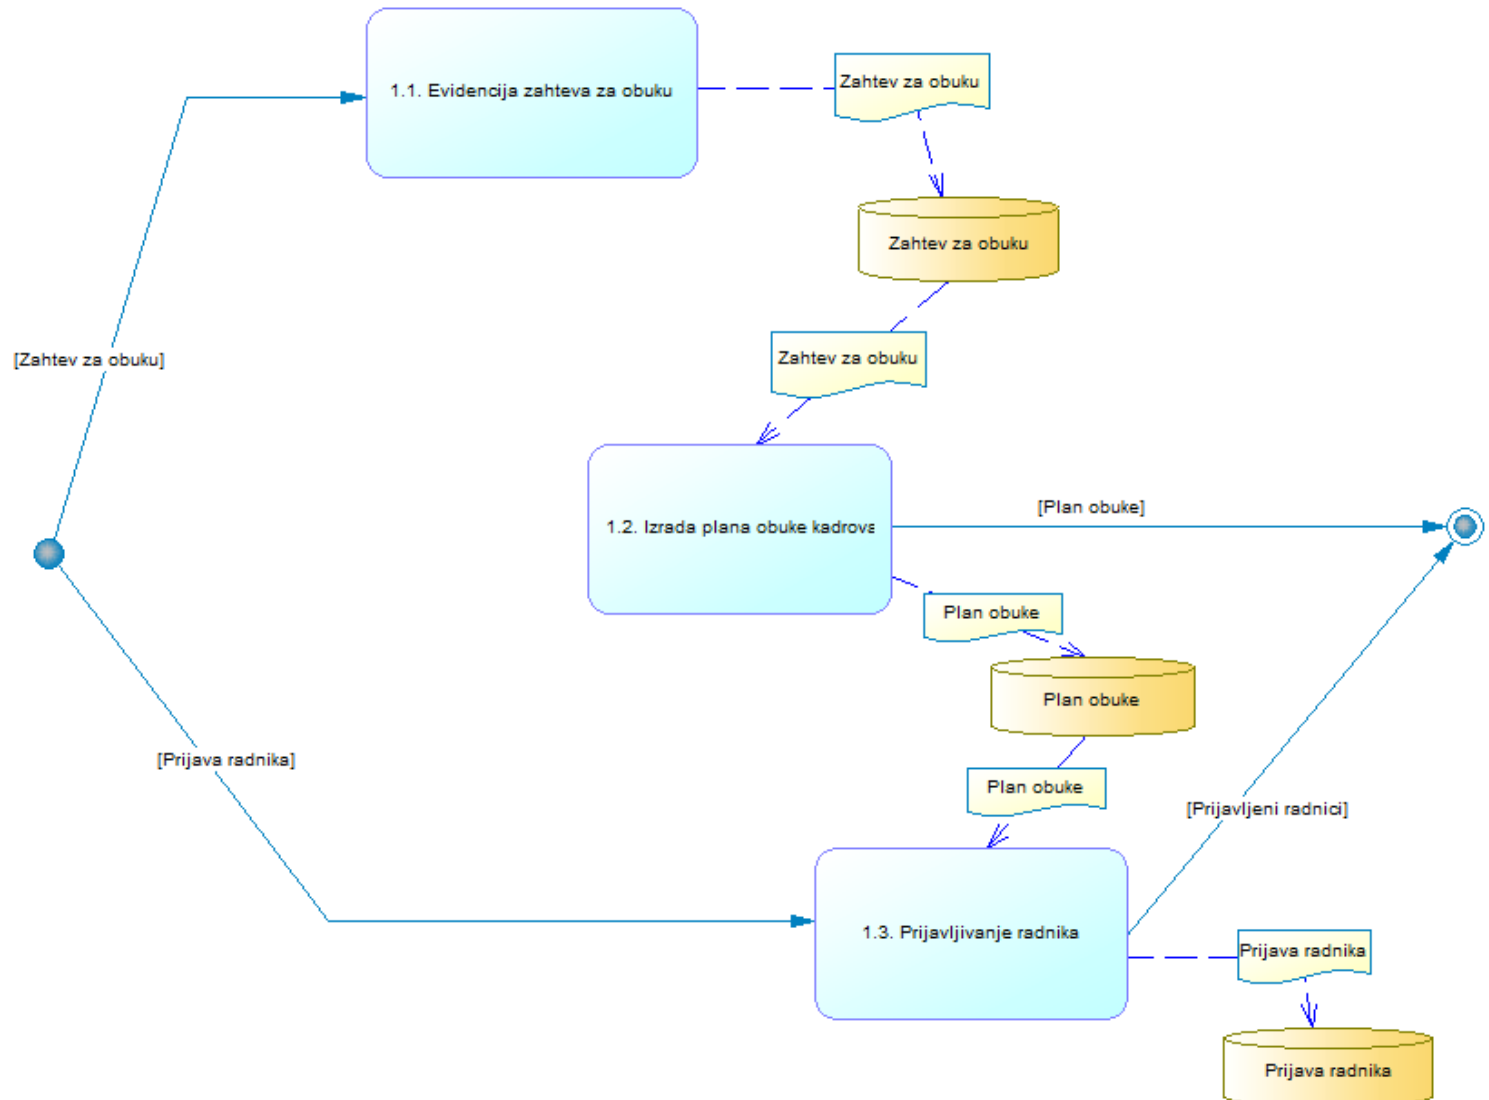 1.1. Evidencija zahteva za obuku
Zahtev za obuku
Zahtev za obuku
[Zahtev za obuku]
Zahtev za obuku
1.2. Izrada plana obuke kadrova
[Plan obuke]
Plan obuke
Plan obuke
[Prijava radnika]
Plan obuke
[Prijavljeni radnici]
1.3. Prijavljivanje radnika
Prijava radnika
Prijava radnika